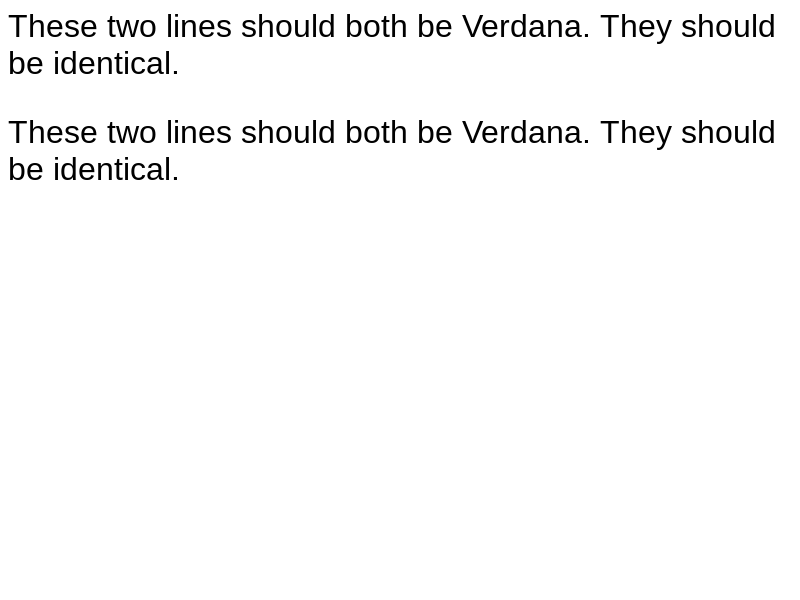 These two lines should both be Verdana. They should
be identical.
These two lines should both be Verdana. They should
be identical.